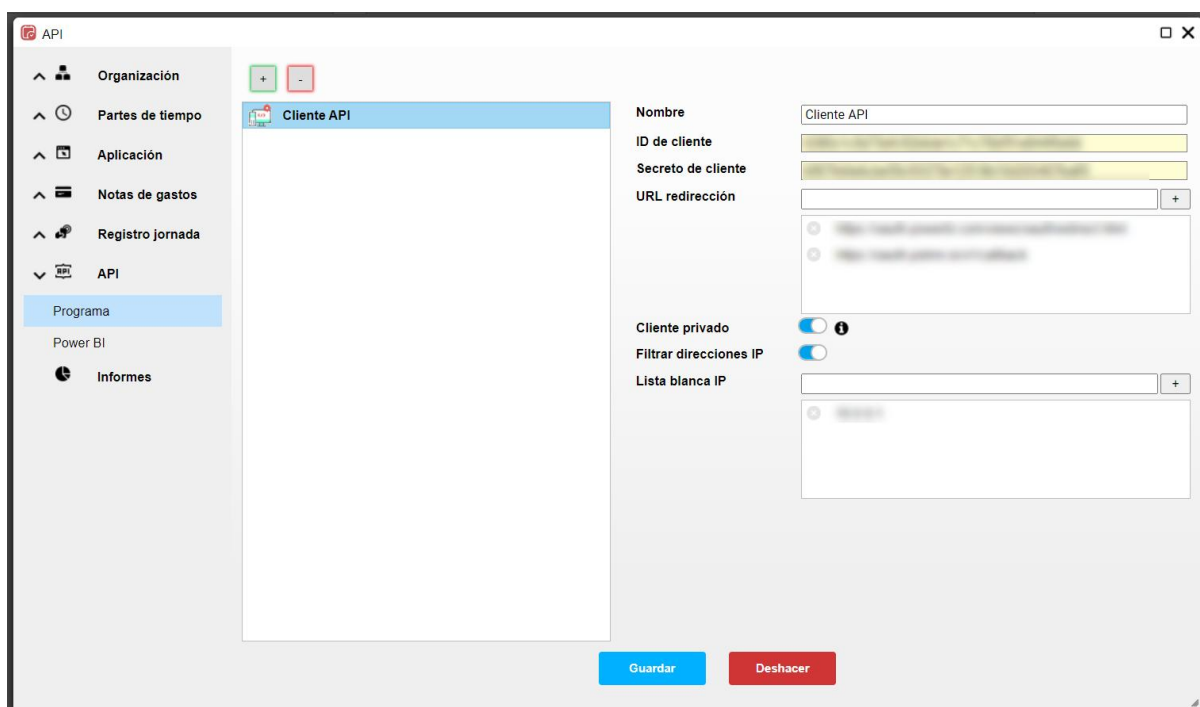 API
Organización
Partes de tiempo
Aplicación
Notas de gastos
Registro jornada
API
API
Programa
Power BI
Informes
+ -
Cliente API
Nombre Cliente API
ID de cliente
Secreto de cliente
URL redirección +
Cliente privado
Filtrar direcciones IP
Lista blanca IP +
Guardar Deshacer